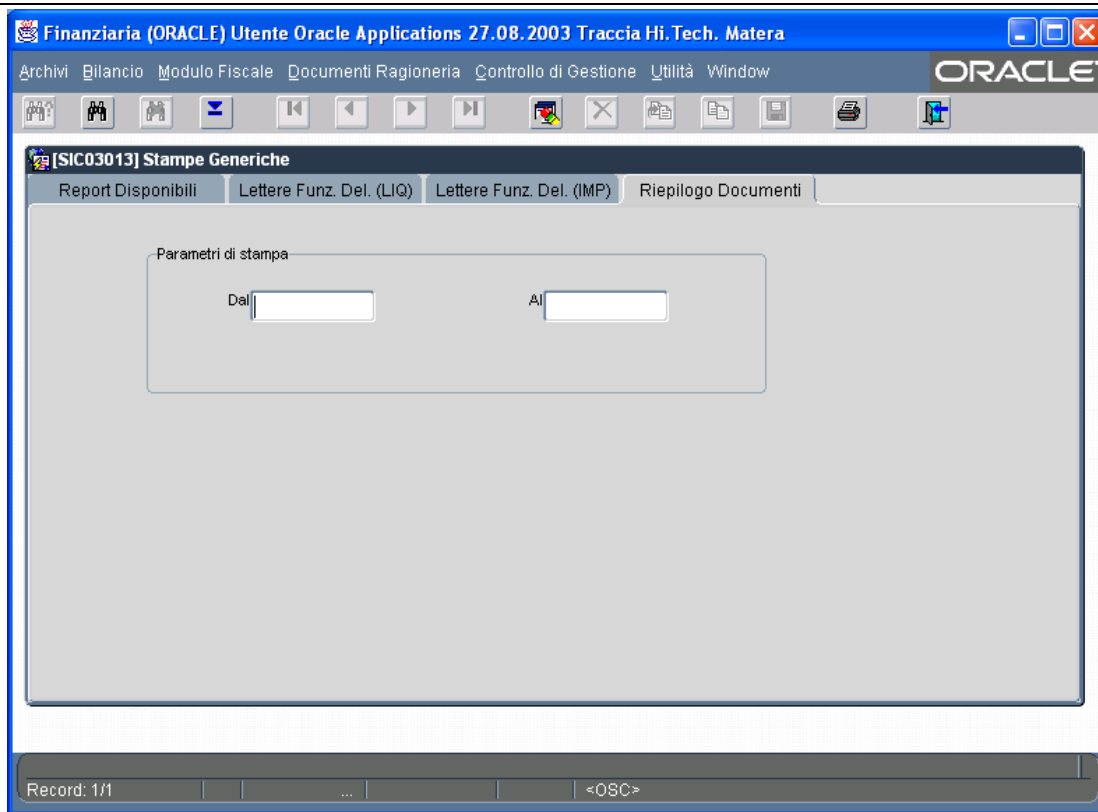 Finanziaria (ORACLE) Utente Oracle Applications 27.08.2003 Traccia Hi.Tech. Matera
Archivi Bilancio Modulo Fiscale Documenti Ragioneria Controllo di Gestione Utilità Window
ORACLE
[SIC03013] Stampe Generiche
Report Disponibili Lettere Funz. Del. (LIQ) Lettere Funz. Del. (IMP) Riepilogo Documenti
Parametri di stampa
Dal Al
Record: 1/1 ... <OSC>